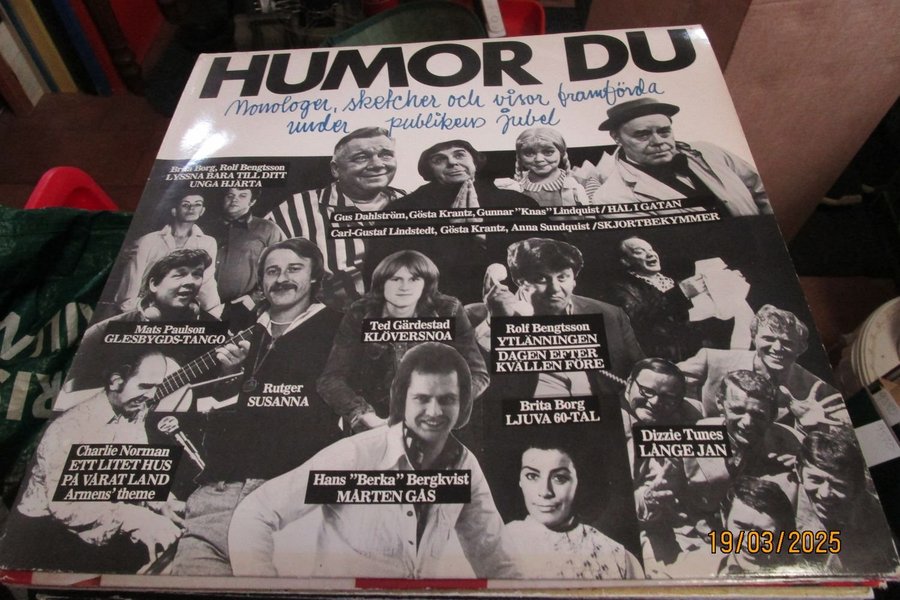 HUMOR DU
Monologer, sketcher och visor framförda
under publikens jubel
Brita Borg, Rolf Bengtsson
LYSSNA BARA TILL DITT
UNGA HJÄRTA
Gus Dahlström, Gösta Krantz, Gunnar "Knas" Lindquist / HÅL I GATAN
Carl-Gustaf Lindstedt, Gösta Krantz, Anna Sundquist / SKJORTBEKYMMER
Mats Paulson
GLESBYGDS-TANGO
Ted Gärdestad
KLÖVERSNOA
Rolf Bengtsson
YTLÄNNINGEN
DAGEN EFTER
KVÄLLEN FÖRE
Rutger
SUSANNA
Brita Borg
LJUVA 60-TAL
Charlie Norman
ETT LITET HUS
PÅ VÅRAT LAND
Armens' theme
Hans "Berka" Bergkvist
MÅRTEN GÅS
Dizzie Tunes
LÅNGE JAN
19/03/2025